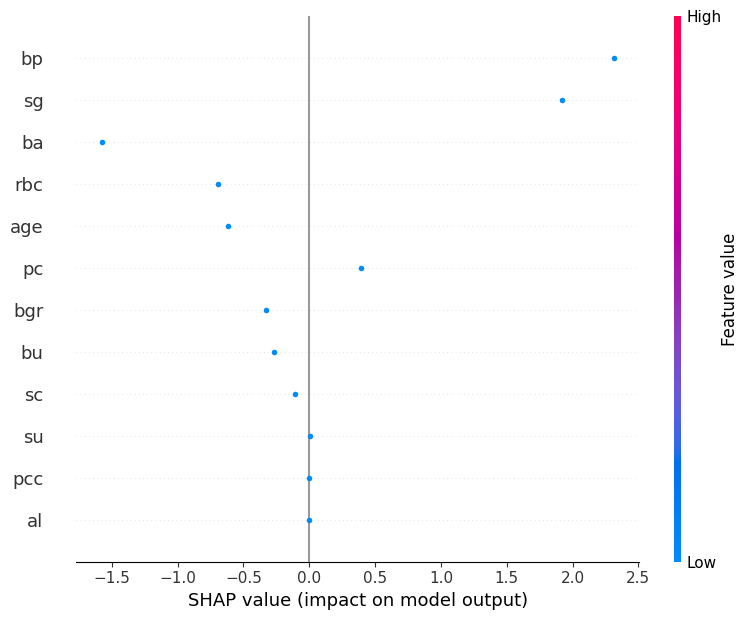 High
bp
sg
ba
rbc
age
pc
bgr
bu
sc
su
pcc
al
Feature value
Low
−1.5 −1.0 −0.5 0.0 0.5 1.0 1.5 2.0 2.5
SHAP value (impact on model output)